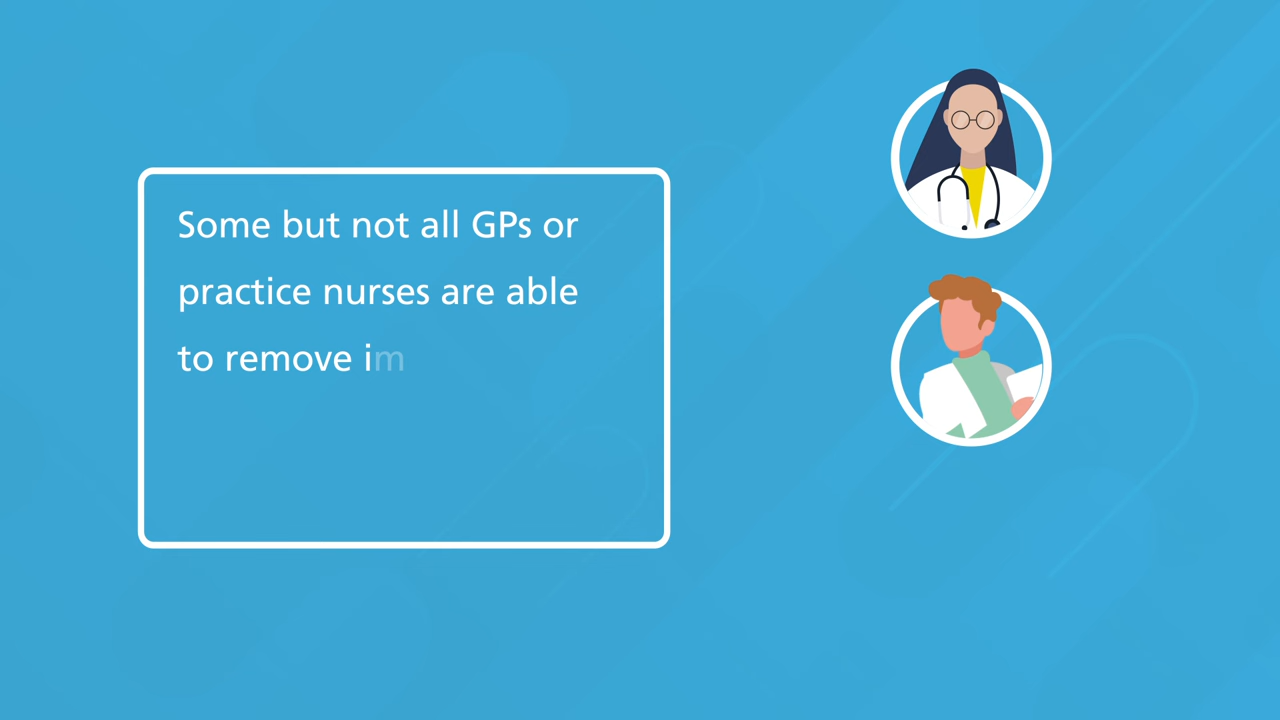 Some but not all GPs or
practice nurses are able
to remove im